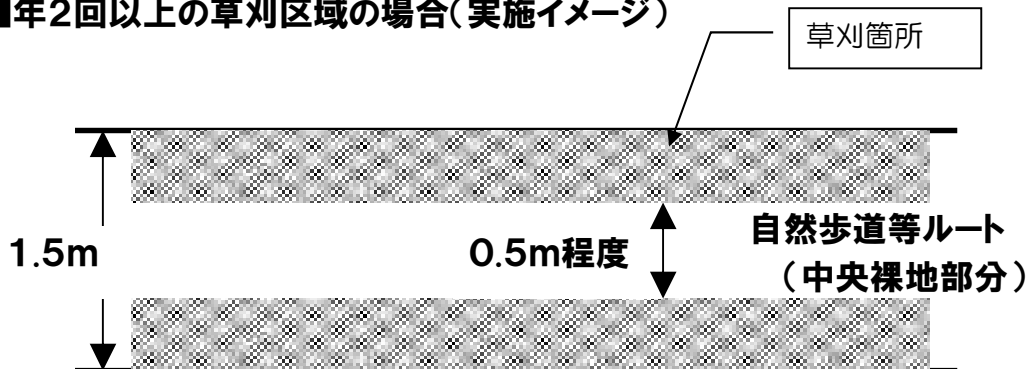 ■年2回以上の草刈区域の場合(実施イメージ)
草刈箇所
1.5m
0.5m程度
自然歩道等ルート
(中央裸地部分)